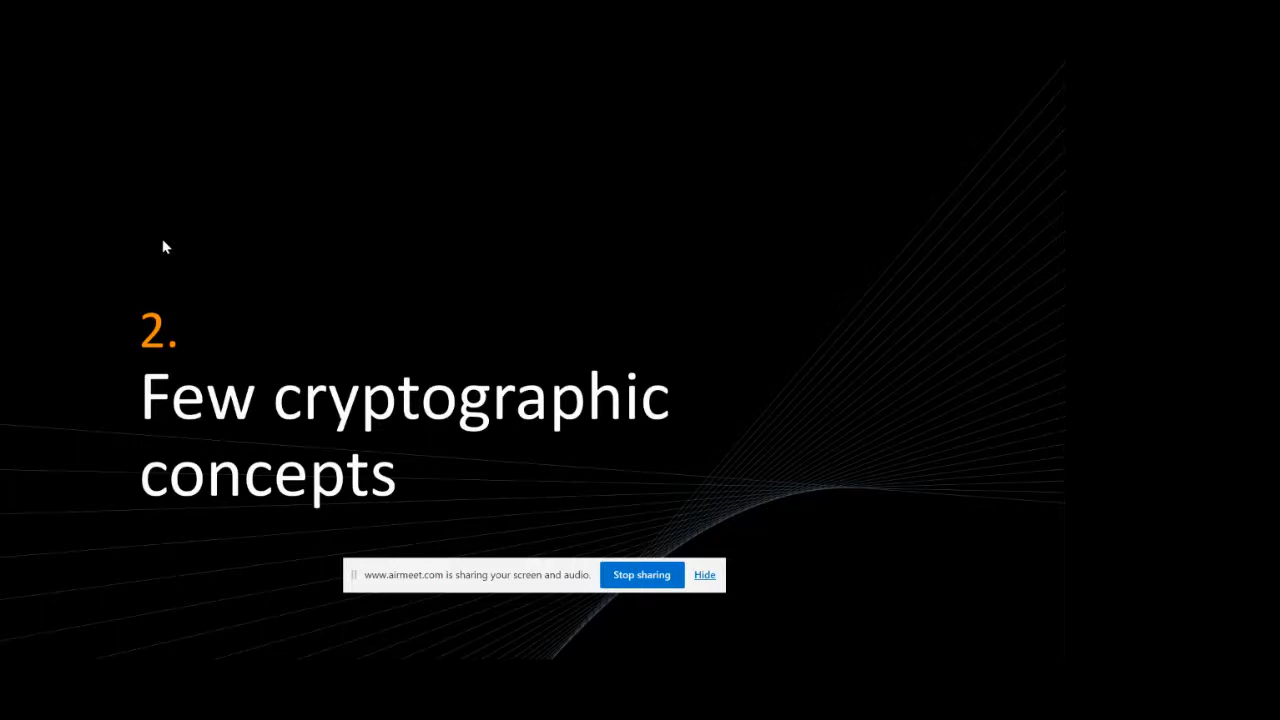 2.
Few cryptographic
concepts
www.airmeet.com is sharing your screen and audio. Stop sharing Hide